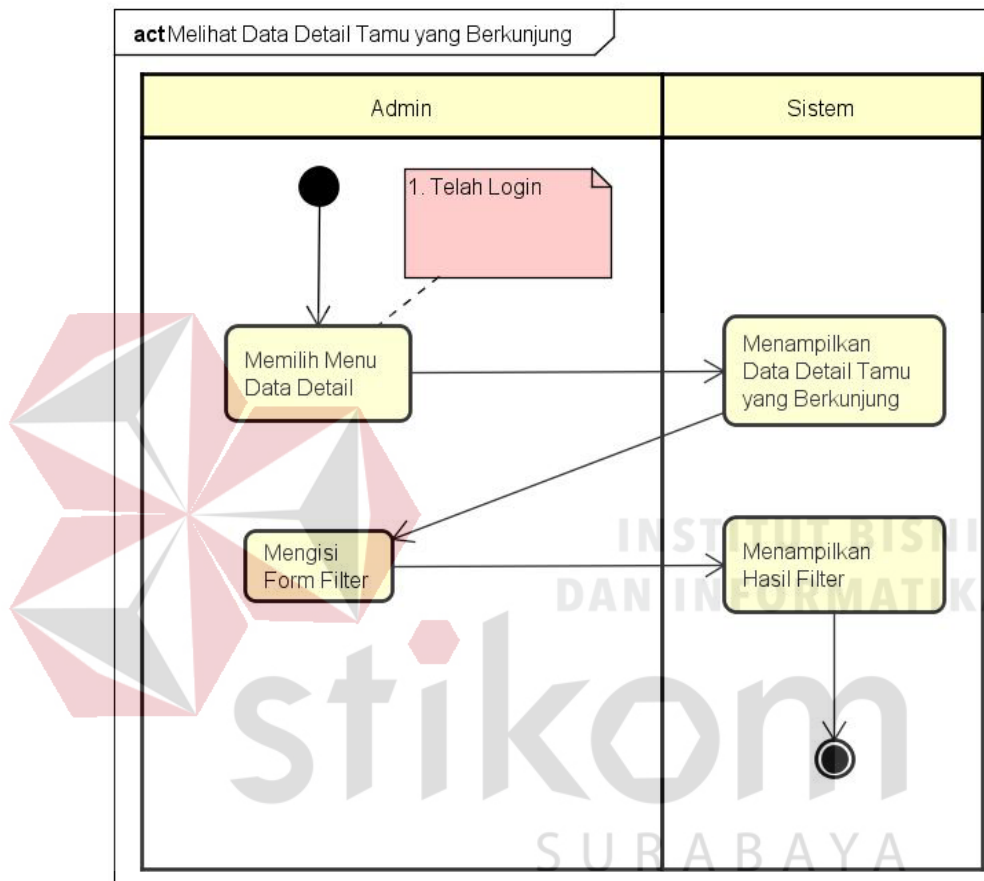 act Melihat Data Detail Tamu yang Berkunjung
Admin
Sistem
1. Telah Login
Memilih Menu
Data Detail
Menampilkan
Data Detail Tamu
yang Berkunjung
Mengisi
Form Filter
Menampilkan
Hasil Filter
INSTITUT BISNI
DAN INFORMATIKA
stikom
SURABAYA